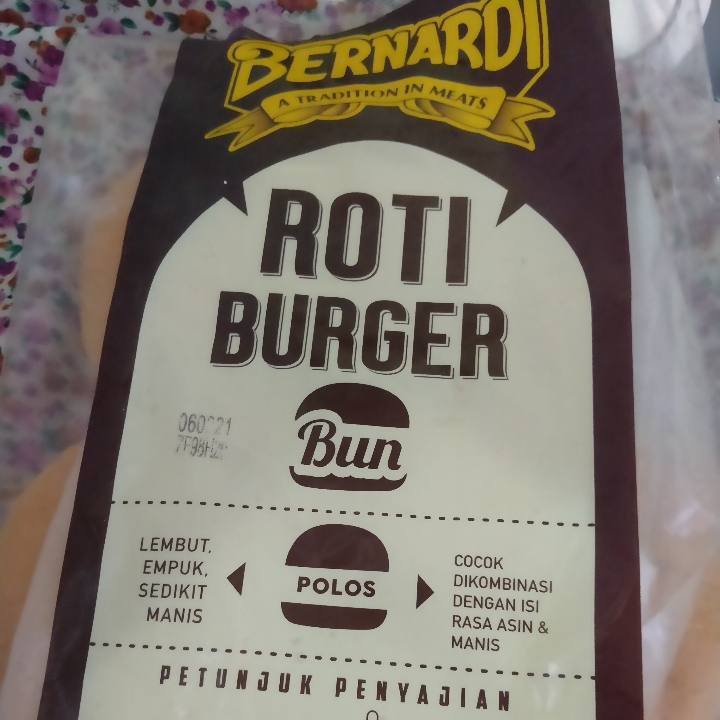 BERNARDI
A TRADITION IN MEATS
ROTI
BURGER
Bun
LEMBUT,
EMPUK,
SEDIKIT
MANIS
POLOS
COCOK
DIKOMBINASI
DENGAN ISI
RASA ASIN &
MANIS
PETUNJUK PENYAJIAN